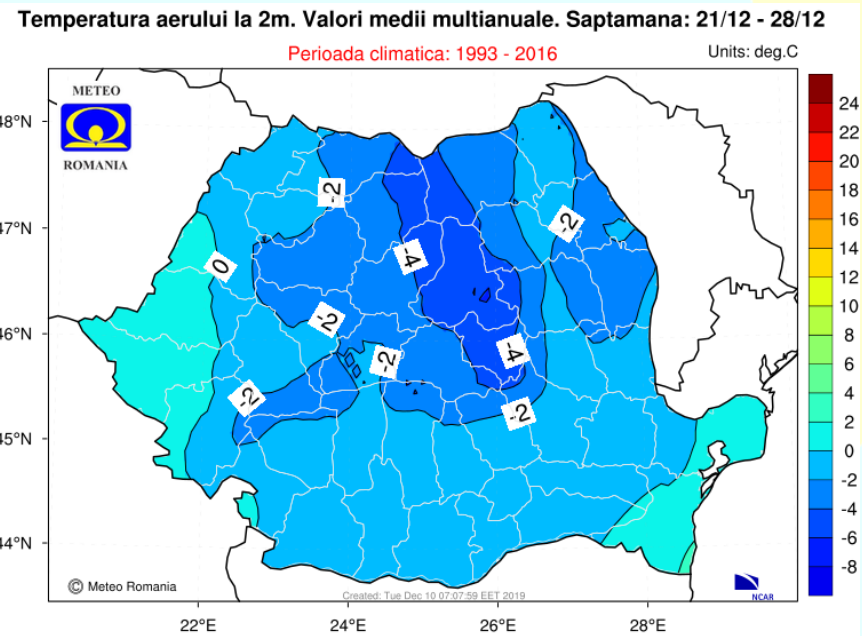 Temperatura aerului la 2m. Valori medii multianuale. Saptamana: 21/12 - 28/12
Perioada climatica: 1993 - 2016
Units: deg.C
METEO
ROMANIA
48°N
47°N
46°N
45°N
44°N
22°E
24°E
26°E
28°E
-2
-2
0
-4
-2
-2
-4
-2
-2
24
22
20
18
16
14
12
10
8
6
4
2
0
-2
-4
-6
-8
© Meteo Romania
Created: Tue Dec 10 07:07:59 EET 2019
NCAR